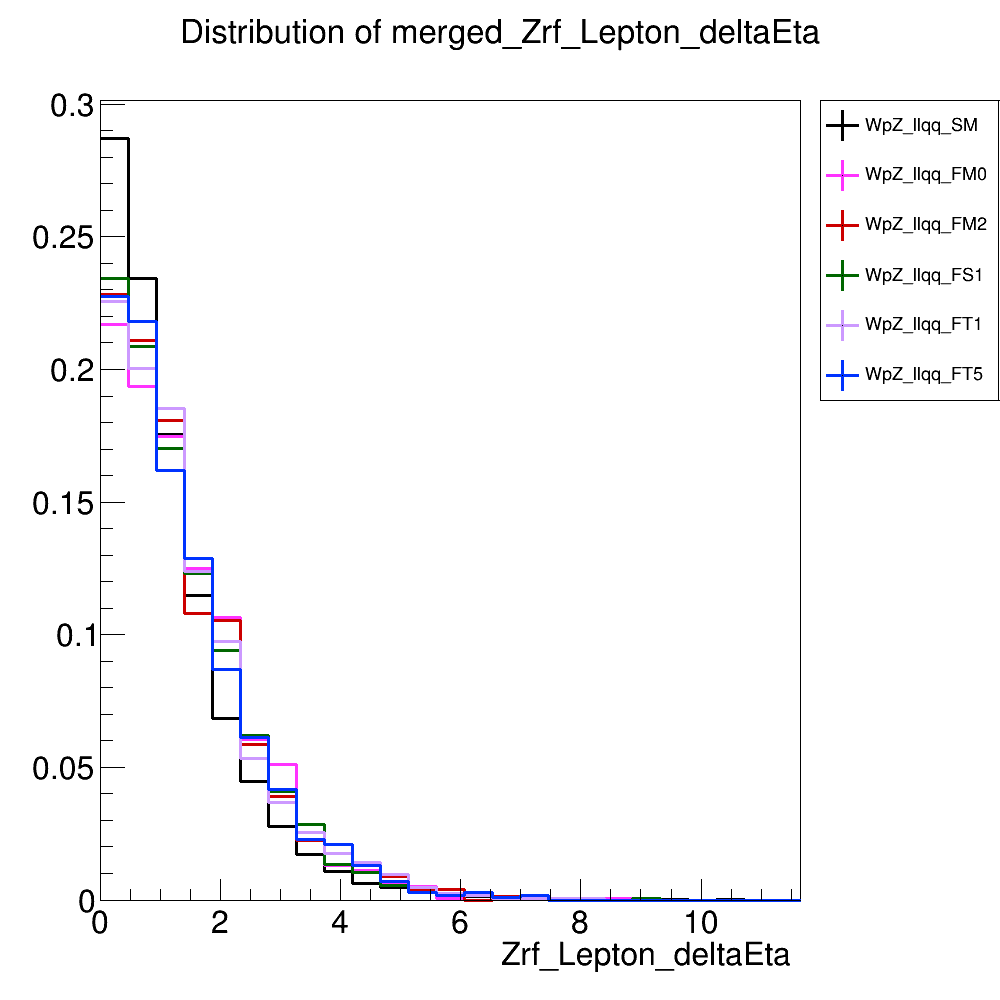 Distribution of merged_Zrf_Lepton_deltaEta
0.3
0.25
0.2
0.15
0.1
0.05
0
0 2 4 6 8 10
Zrf_Lepton_deltaEta
WpZ_llqq_SM
WpZ_llqq_FM0
WpZ_llqq_FM2
WpZ_llqq_FS1
WpZ_llqq_FT1
WpZ_llqq_FT5